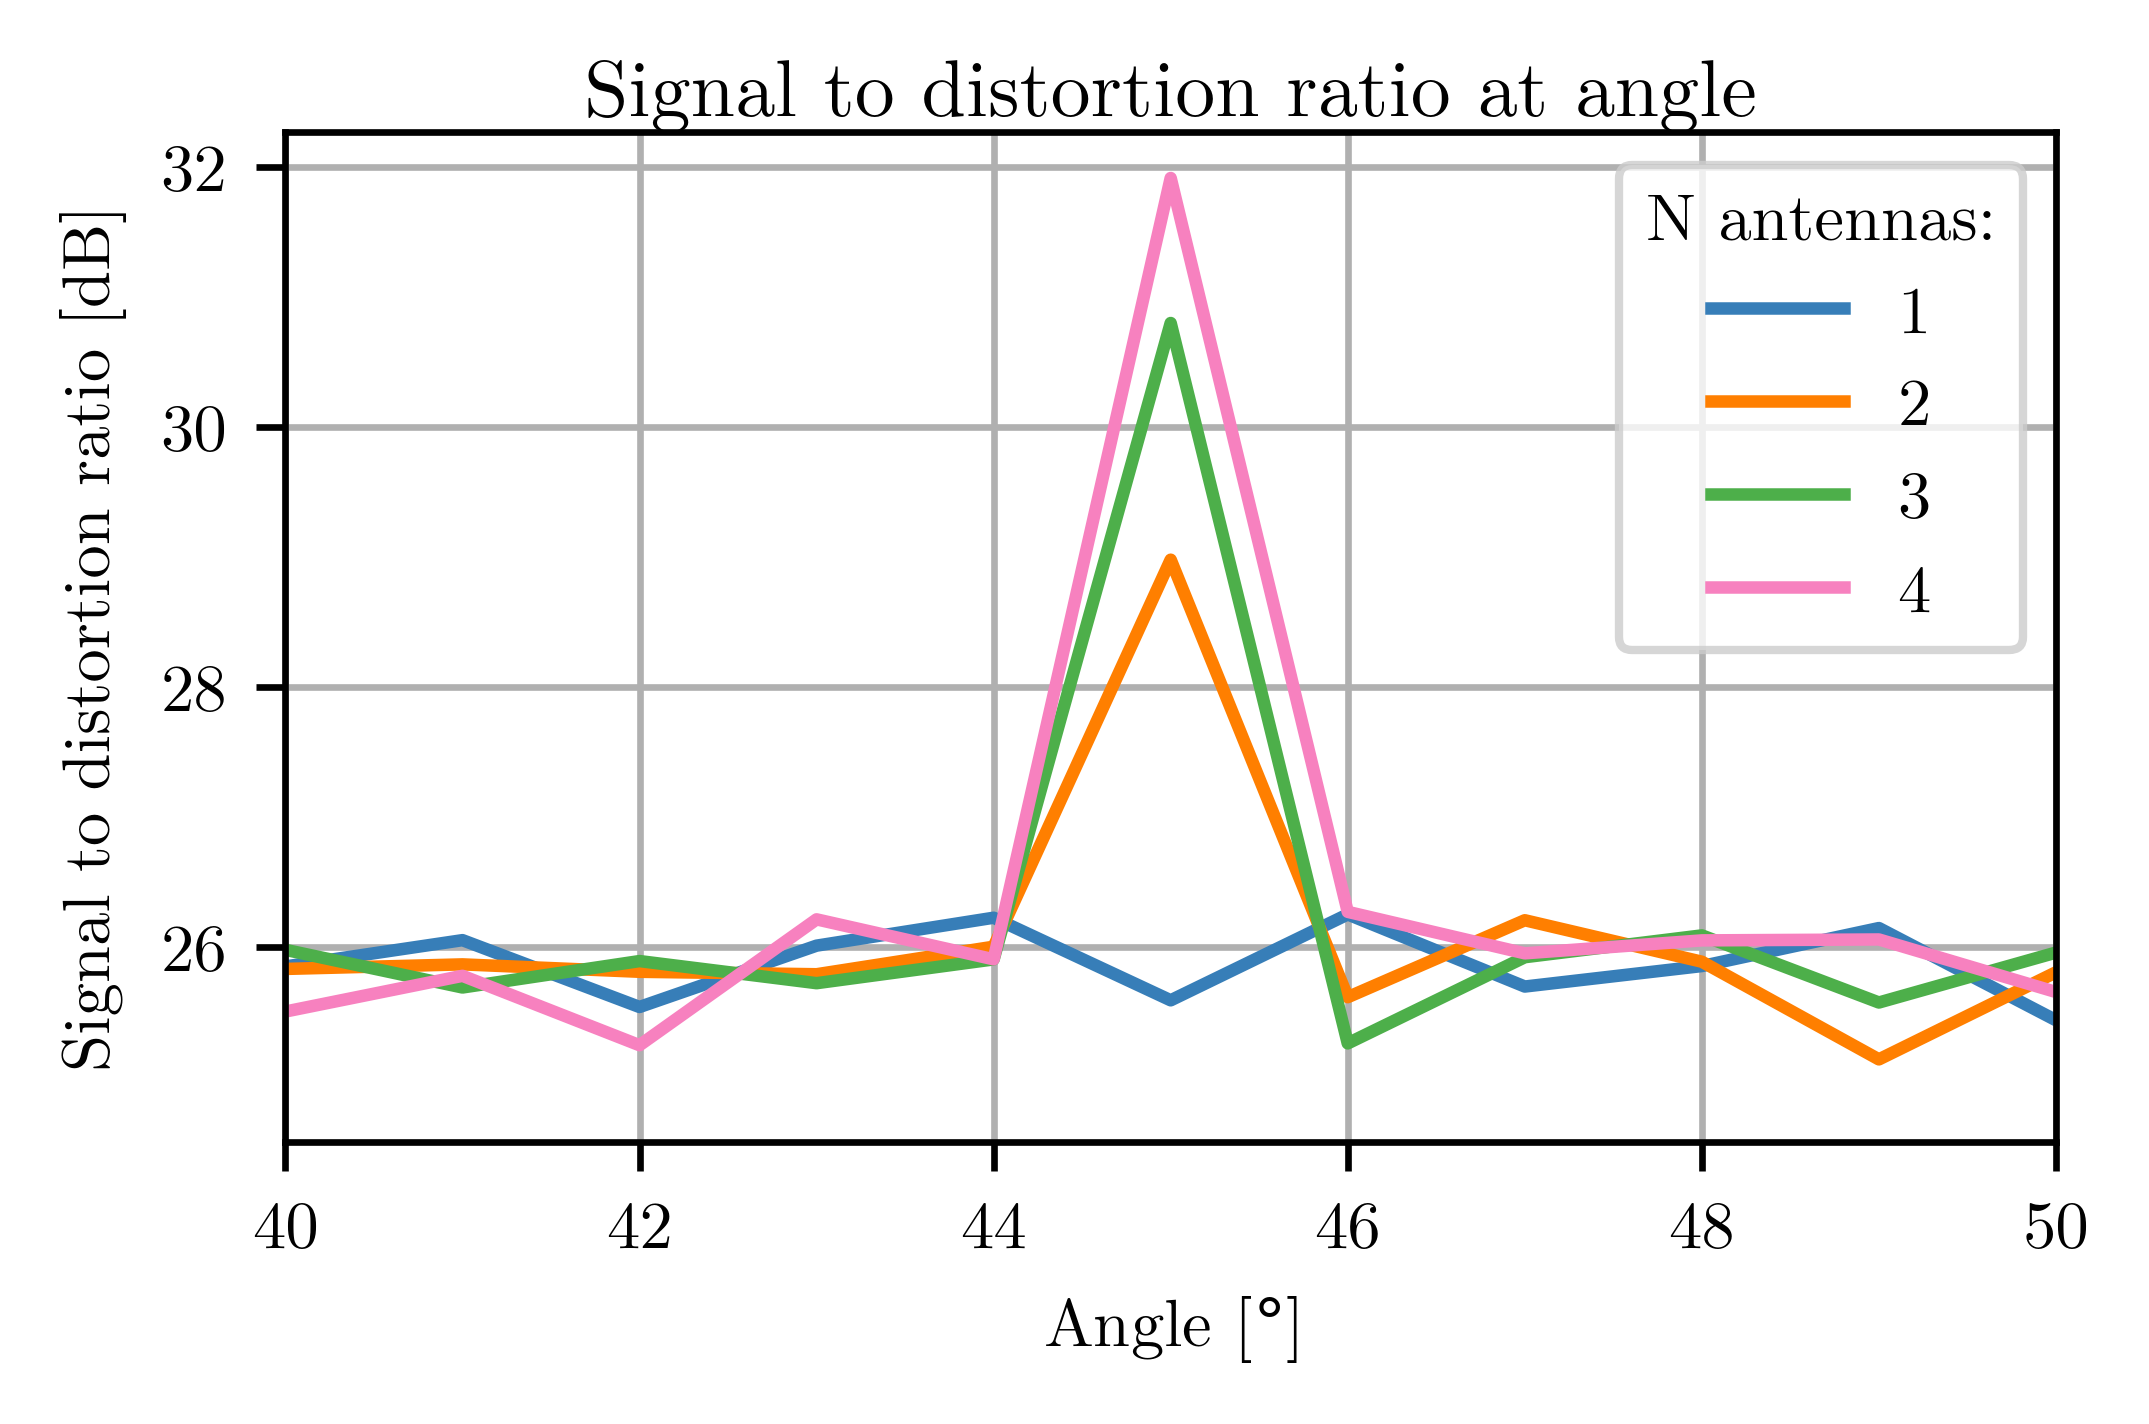 Signal to distortion ratio at angle
Signal to distortion ratio [dB]
32
30
28
26
N antennas:
1
2
3
4
40 42 44 46 48 50
Angle [°]